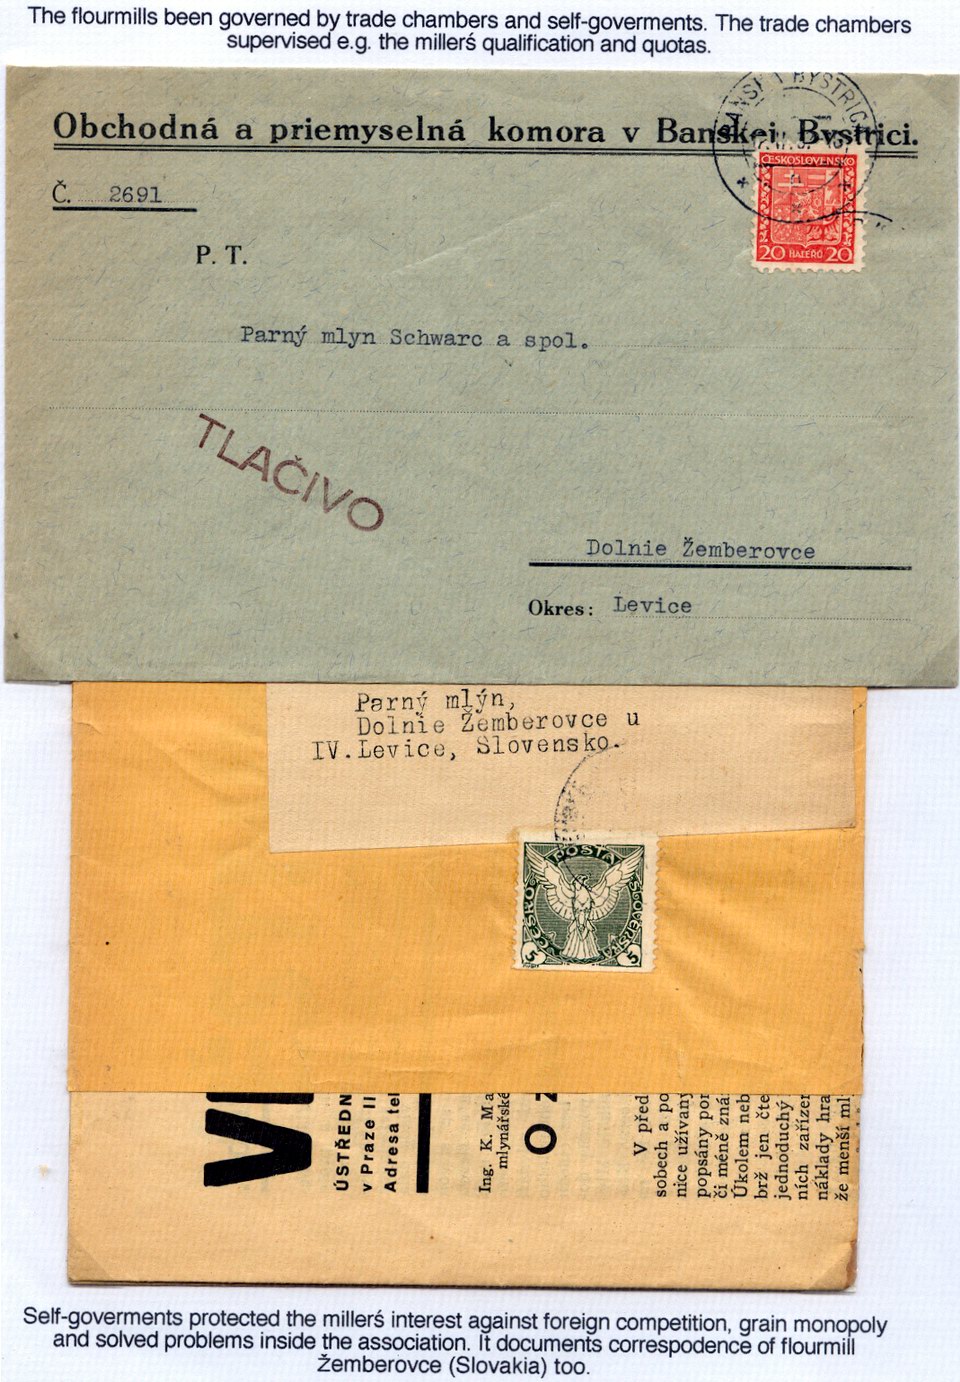 The flourmills been governed by trade chambers and self-goverments. The trade chambers
supervised e.g. the millerś qualification and quotas.
Obchodná a priemyselná komora v Banskej Bystrici.
BYSTRIC
Č. 2691
ČESKOSLOVENSKO
20 HALÉŘŮ 20
P. T.
Parný mlyn Schwarc a spol.
TLAČIVO
Dolnie Žemberovce
Okres: Levice
Parný mlýn,
Dolnie Žemberovce u
IV.Levice, Slovensko.
POŠTA
ČESKO-SLOVENSKÁ
5 5
ÚSTŘEDN
v Praze II
Adresa tel
Ing. K. Ma
mlynářské
O z
V před
sobech a po
nice užívany
popsány por
či méně zná
Úkolem neb
brž jen čte
jednoduchý
ních zařízer
náklady hra
že menší ml
Self-goverments protected the millerś interest against foreign competition, grain monopoly
and solved problems inside the association. It documents correspodence of flourmill
Žemberovce (Slovakia) too.